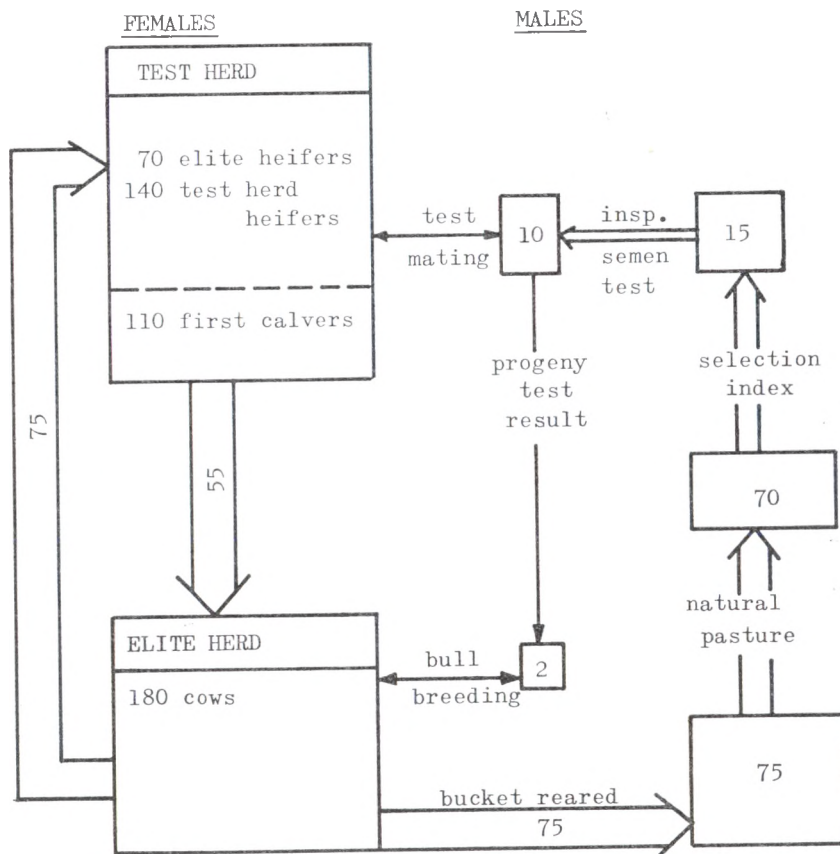 FEMALES
MALES
TEST HERD
70 elite heifers
140 test herd
heifers
110 first calvers
test
mating
10
insp.
semen
test
15
progeny
test
result
selection
index
75
55
70
natural
pasture
ELITE HERD
180 cows
bull
breeding
2
bucket reared
75
75